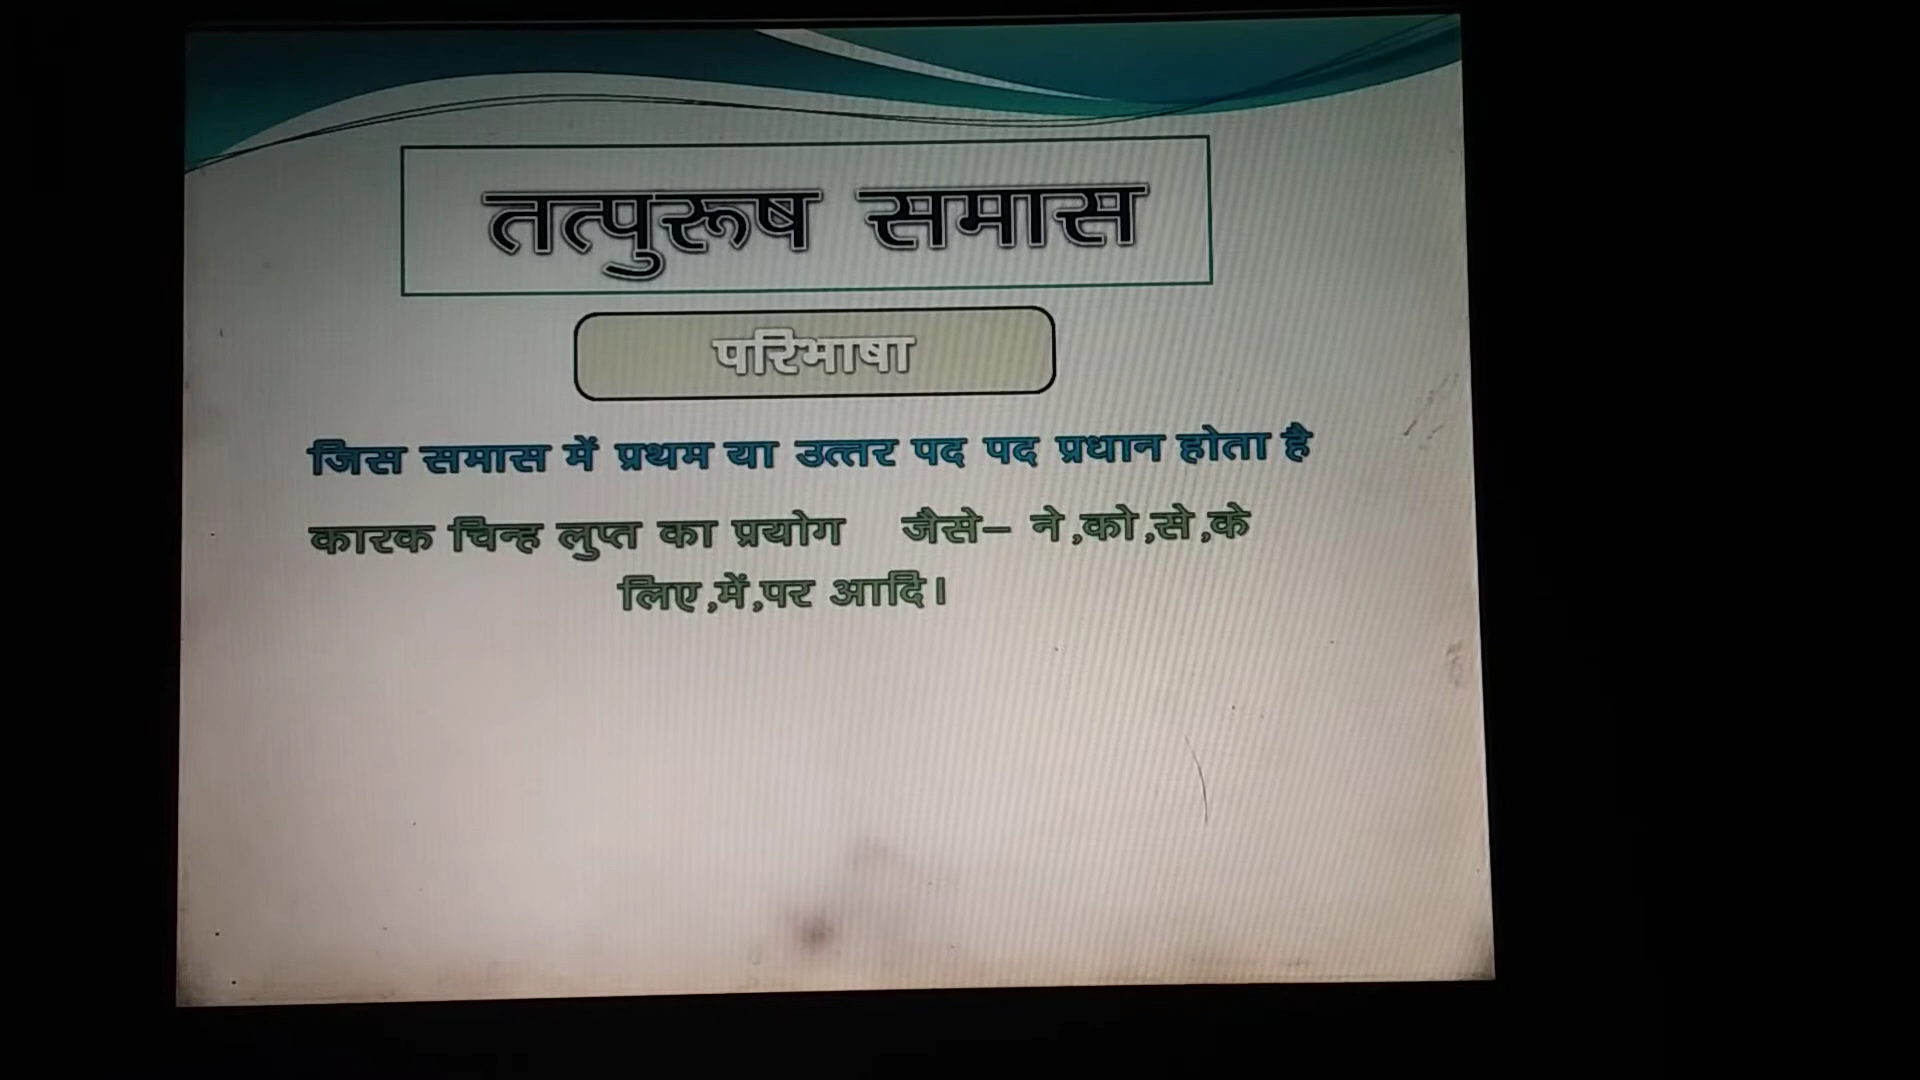 तत्पुरूष समास
परिभाषा
जिस समास में प्रथम या उत्तर पद पद प्रधान होता है
कारक चिन्ह लुप्त का प्रयोग जैसे– ने ,को ,से ,के
लिए ,में ,पर आदि।